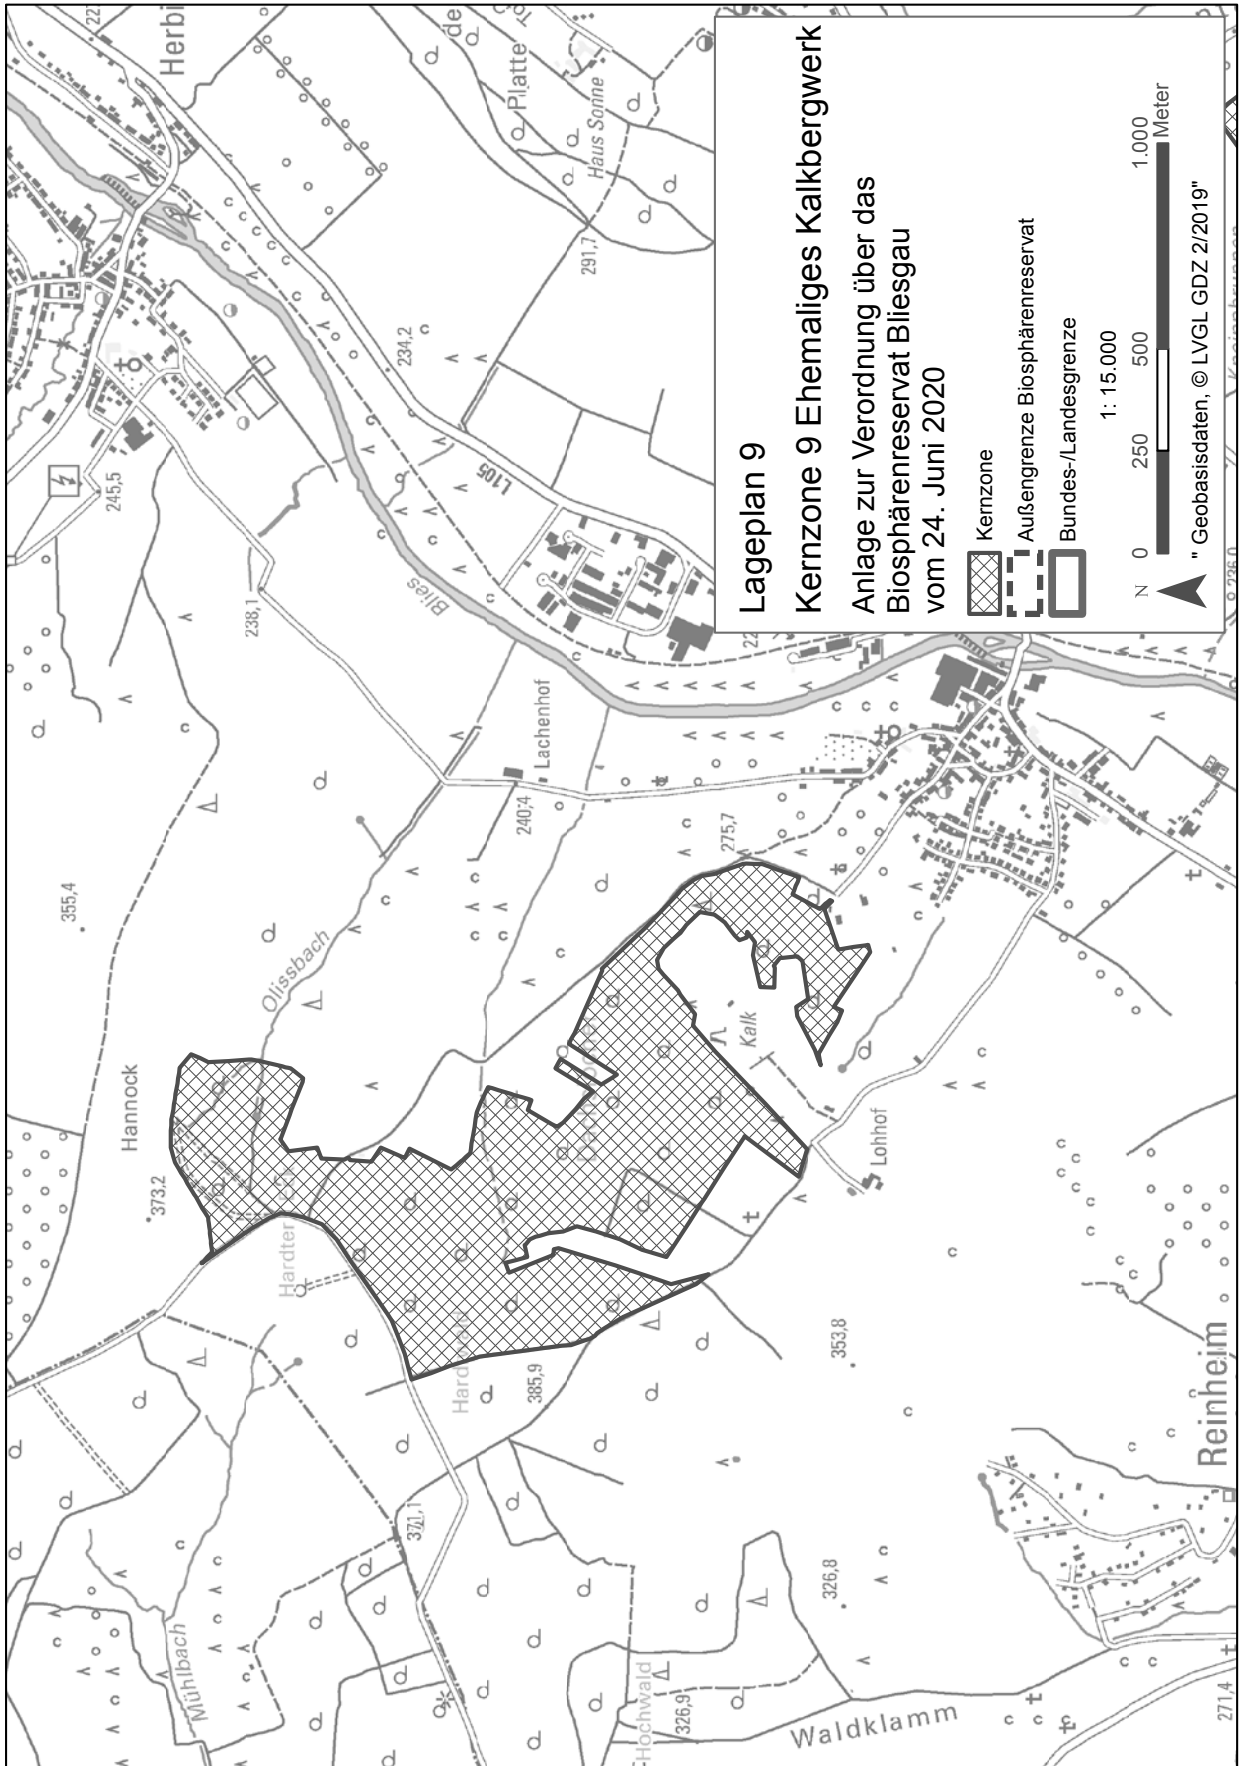 Lageplan 9
Kernzone 9 Ehemaliges Kalkbergwerk
Anlage zur Verordnung über das
Biosphärenreservat Bliesgau
vom 24. Juni 2020
Kernzone
Außengrenze Biosphärenreservat
Bundes-/Landesgrenze
1: 15.000
N
0 250 500 1.000
Meter
" Geobasisdaten, © LVGL GDZ 2/2019"
Herbi
Platte
Haus Sonne
de
291,7
234,2
L105
245,5
238,1
Blies
Lachenhof
240,4
275,7
355,4
Olissbach
Hannock
373,2
Hardter
Kalk
Lohhof
385,9
353,8
Reinheim
371,1
Mühlbach
326,8
326,9
Hochwald
Waldklamm
271,4